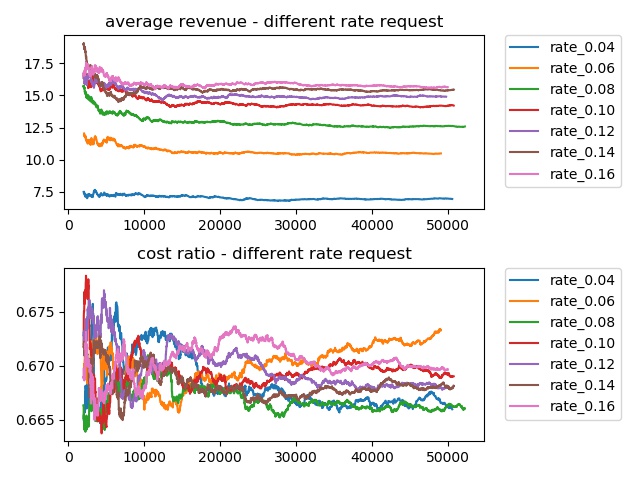 average revenue - different rate request
17.5
15.0
12.5
10.0
7.5
0 10000 20000 30000 40000 50000
rate_0.04
rate_0.06
rate_0.08
rate_0.10
rate_0.12
rate_0.14
rate_0.16
cost ratio - different rate request
0.675
0.670
0.665
0 10000 20000 30000 40000 50000
rate_0.04
rate_0.06
rate_0.08
rate_0.10
rate_0.12
rate_0.14
rate_0.16